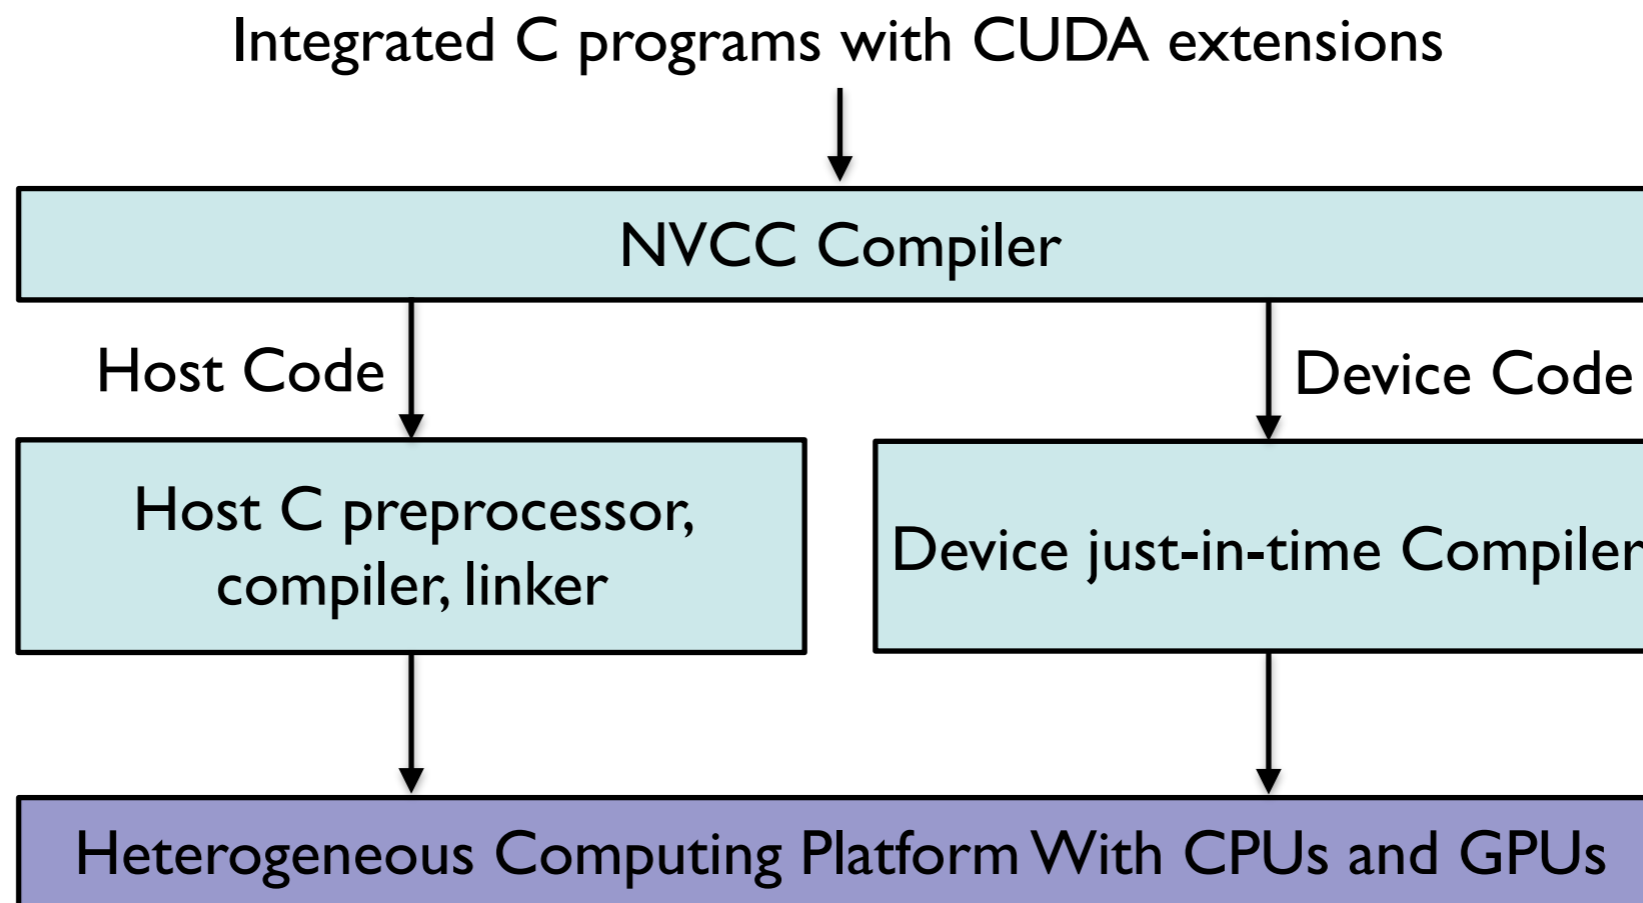 Integrated C programs with CUDA extensions
NVCC Compiler
Host Code
Device Code
Host C preprocessor,
compiler, linker
Device just-in-time Compiler
Heterogeneous Computing Platform With CPUs and GPUs